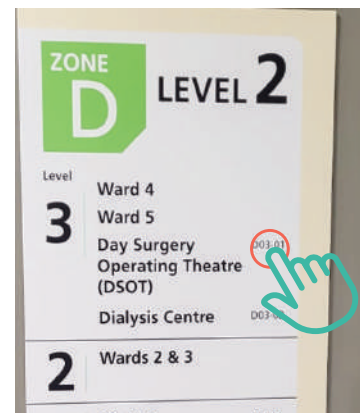 ZONE
D
LEVEL 2
Level
3
Ward 4
Ward 5
Day Surgery D03-01
Operating Theatre
(DSOT)
Dialysis Centre
2
Wards 2 & 3